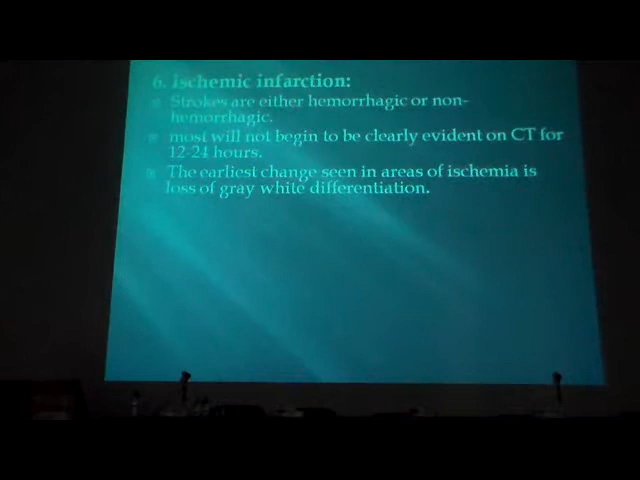 6. Ischemic infarction:
Strokes are either hemorrhagic or non-
hemorrhagic.
most will not begin to be clearly evident on CT for
12-24 hours.
The earliest change seen in areas of ischemia is
loss of gray white differentiation.